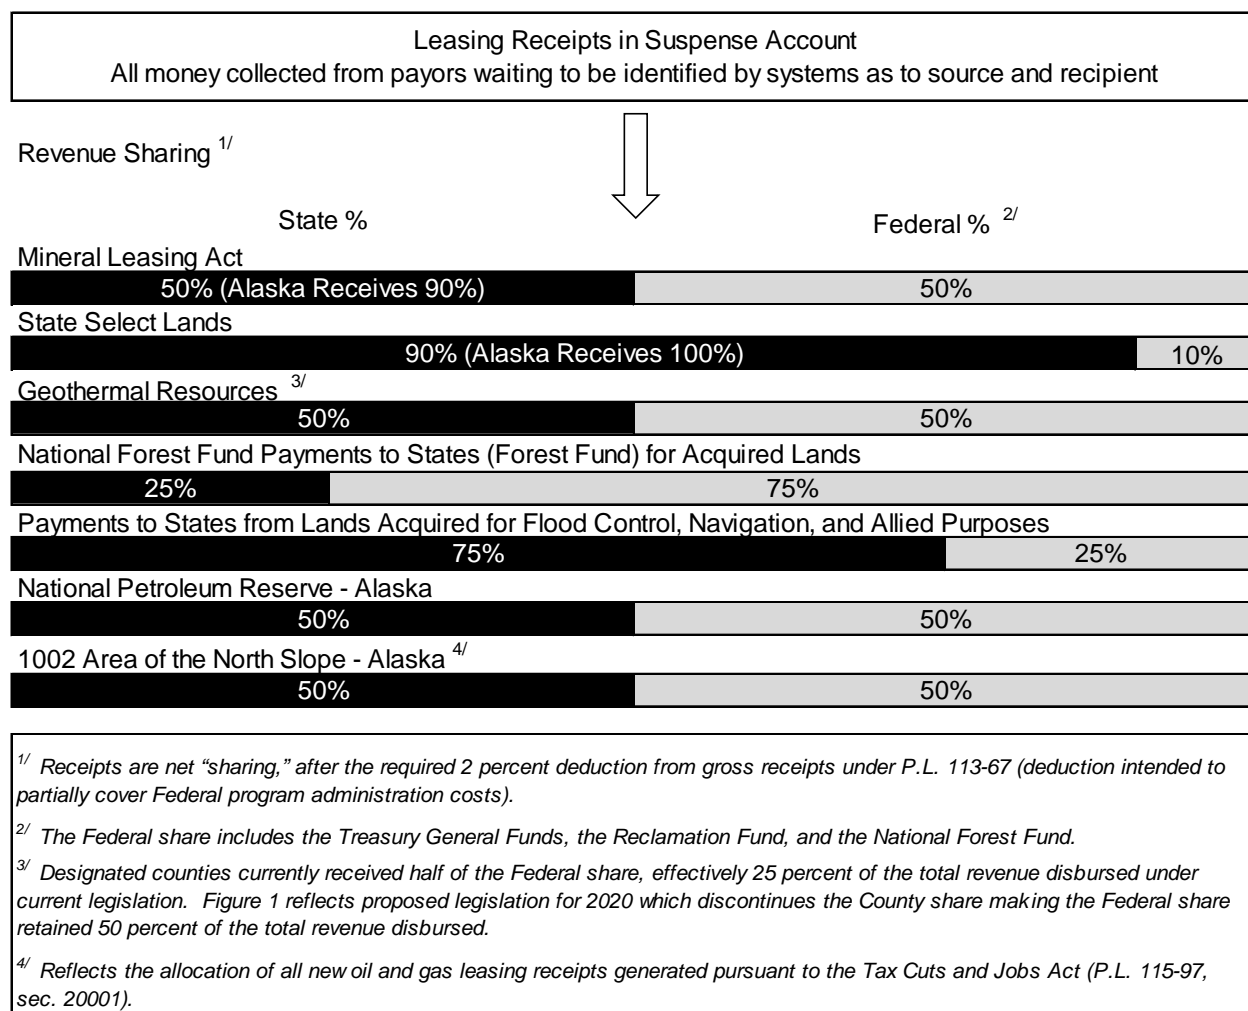 Leasing Receipts in Suspense Account
All money collected from payors waiting to be identified by systems as to source and recipient
Revenue Sharing 1/
State %
Federal % 2/
Mineral Leasing Act
50% (Alaska Receives 90%)
50%
State Select Lands
90% (Alaska Receives 100%)
10%
Geothermal Resources 3/
50%
50%
National Forest Fund Payments to States (Forest Fund) for Acquired Lands
25%
75%
Payments to States from Lands Acquired for Flood Control, Navigation, and Allied Purposes
75%
25%
National Petroleum Reserve - Alaska
50%
50%
1002 Area of the North Slope - Alaska 4/
50%
50%
1/ Receipts are net “sharing,” after the required 2 percent deduction from gross receipts under P.L. 113-67 (deduction intended to
partially cover Federal program administration costs).
2/ The Federal share includes the Treasury General Funds, the Reclamation Fund, and the National Forest Fund.
3/ Designated counties currently received half of the Federal share, effectively 25 percent of the total revenue disbursed under
current legislation. Figure 1 reflects proposed legislation for 2020 which discontinues the County share making the Federal share
retained 50 percent of the total revenue disbursed.
4/ Reflects the allocation of all new oil and gas leasing receipts generated pursuant to the Tax Cuts and Jobs Act (P.L. 115-97,
sec. 20001).